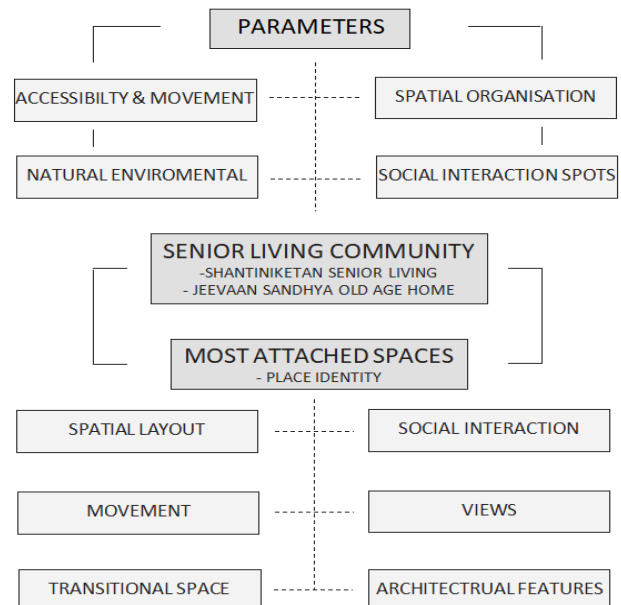 PARAMETERS
ACCESSIBILTY & MOVEMENT
SPATIAL ORGANISATION
NATURAL ENVIROMENTAL
SOCIAL INTERACTION SPOTS
SENIOR LIVING COMMUNITY
-SHANTINIKETAN SENIOR LIVING
- JEEVAAN SANDHYA OLD AGE HOME
MOST ATTACHED SPACES
- PLACE IDENTITY
SPATIAL LAYOUT
SOCIAL INTERACTION
MOVEMENT
VIEWS
TRANSITIONAL SPACE
ARCHITECTRUAL FEATURES